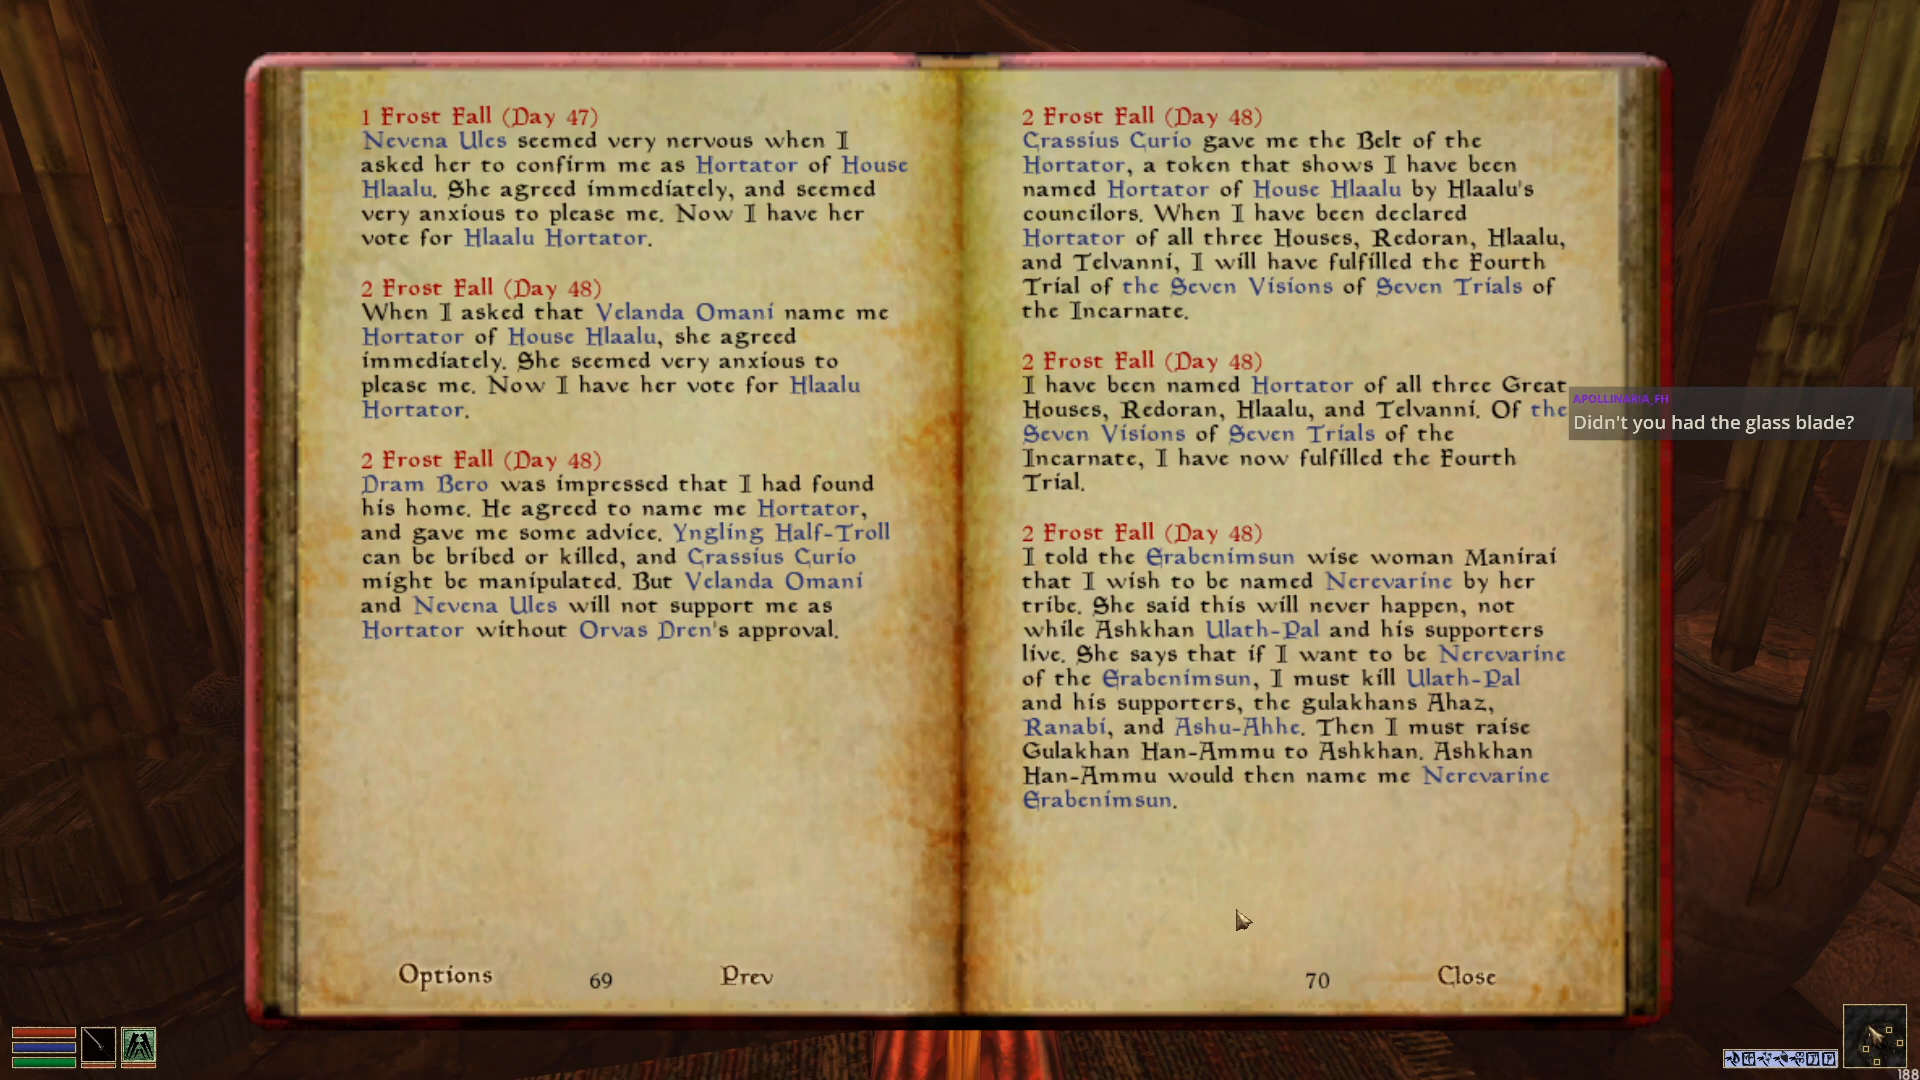 1 Frost Fall (Day 47)
Nevena Ules seemed very nervous when I
asked her to confirm me as Hortator of House
Hlaalu. She agreed immediately, and seemed
very anxious to please me. Now I have her
vote for Hlaalu Hortator.
2 Frost Fall (Day 48)
When I asked that Velanda Omani name me
Hortator of House Hlaalu, she agreed
immediately. She seemed very anxious to
please me. Now I have her vote for Hlaalu
Hortator.
2 Frost Fall (Day 48)
Dram Bero was impressed that I had found
his home. He agreed to name me Hortator,
and gave me some advice. Yngling Half-Troll
can be bribed or killed, and Crassius Curio
might be manipulated. But Velanda Omani
and Nevena Ules will not support me as
Hortator without Orvas Dren's approval.
Options
69
Prev
2 Frost Fall (Day 48)
Crassius Curio gave me the Belt of the
Hortator, a token that shows I have been
named Hortator of House Hlaalu by Hlaalu's
councilors. When I have been declared
Hortator of all three Houses, Redoran, Hlaalu,
and Telvanni, I will have fulfilled the Fourth
Trial of the Seven Visions of Seven Trials of
the Incarnate.
2 Frost Fall (Day 48)
I have been named Hortator of all three Great
Houses, Redoran, Hlaalu, and Telvanni. Of the
Seven Visions of Seven Trials of the
Incarnate, I have now fulfilled the Fourth
Trial.
2 Frost Fall (Day 48)
I told the Erabenimsun wise woman Manirai
that I wish to be named Nerevarine by her
tribe. She said this will never happen, not
while Ashkhan Ulath-Pal and his supporters
live. She says that if I want to be Nerevarine
of the Erabenimsun, I must kill Ulath-Pal
and his supporters, the gulakhans Ahaz,
Ranabi, and Ashu-Ahhe. Then I must raise
Gulakhan Han-Ammu to Ashkhan. Ashkhan
Han-Ammu would then name me Nerevarine
Erabenimsun.
70
Close
APOLLINARIA_FH
Didn't you had the glass blade?
188